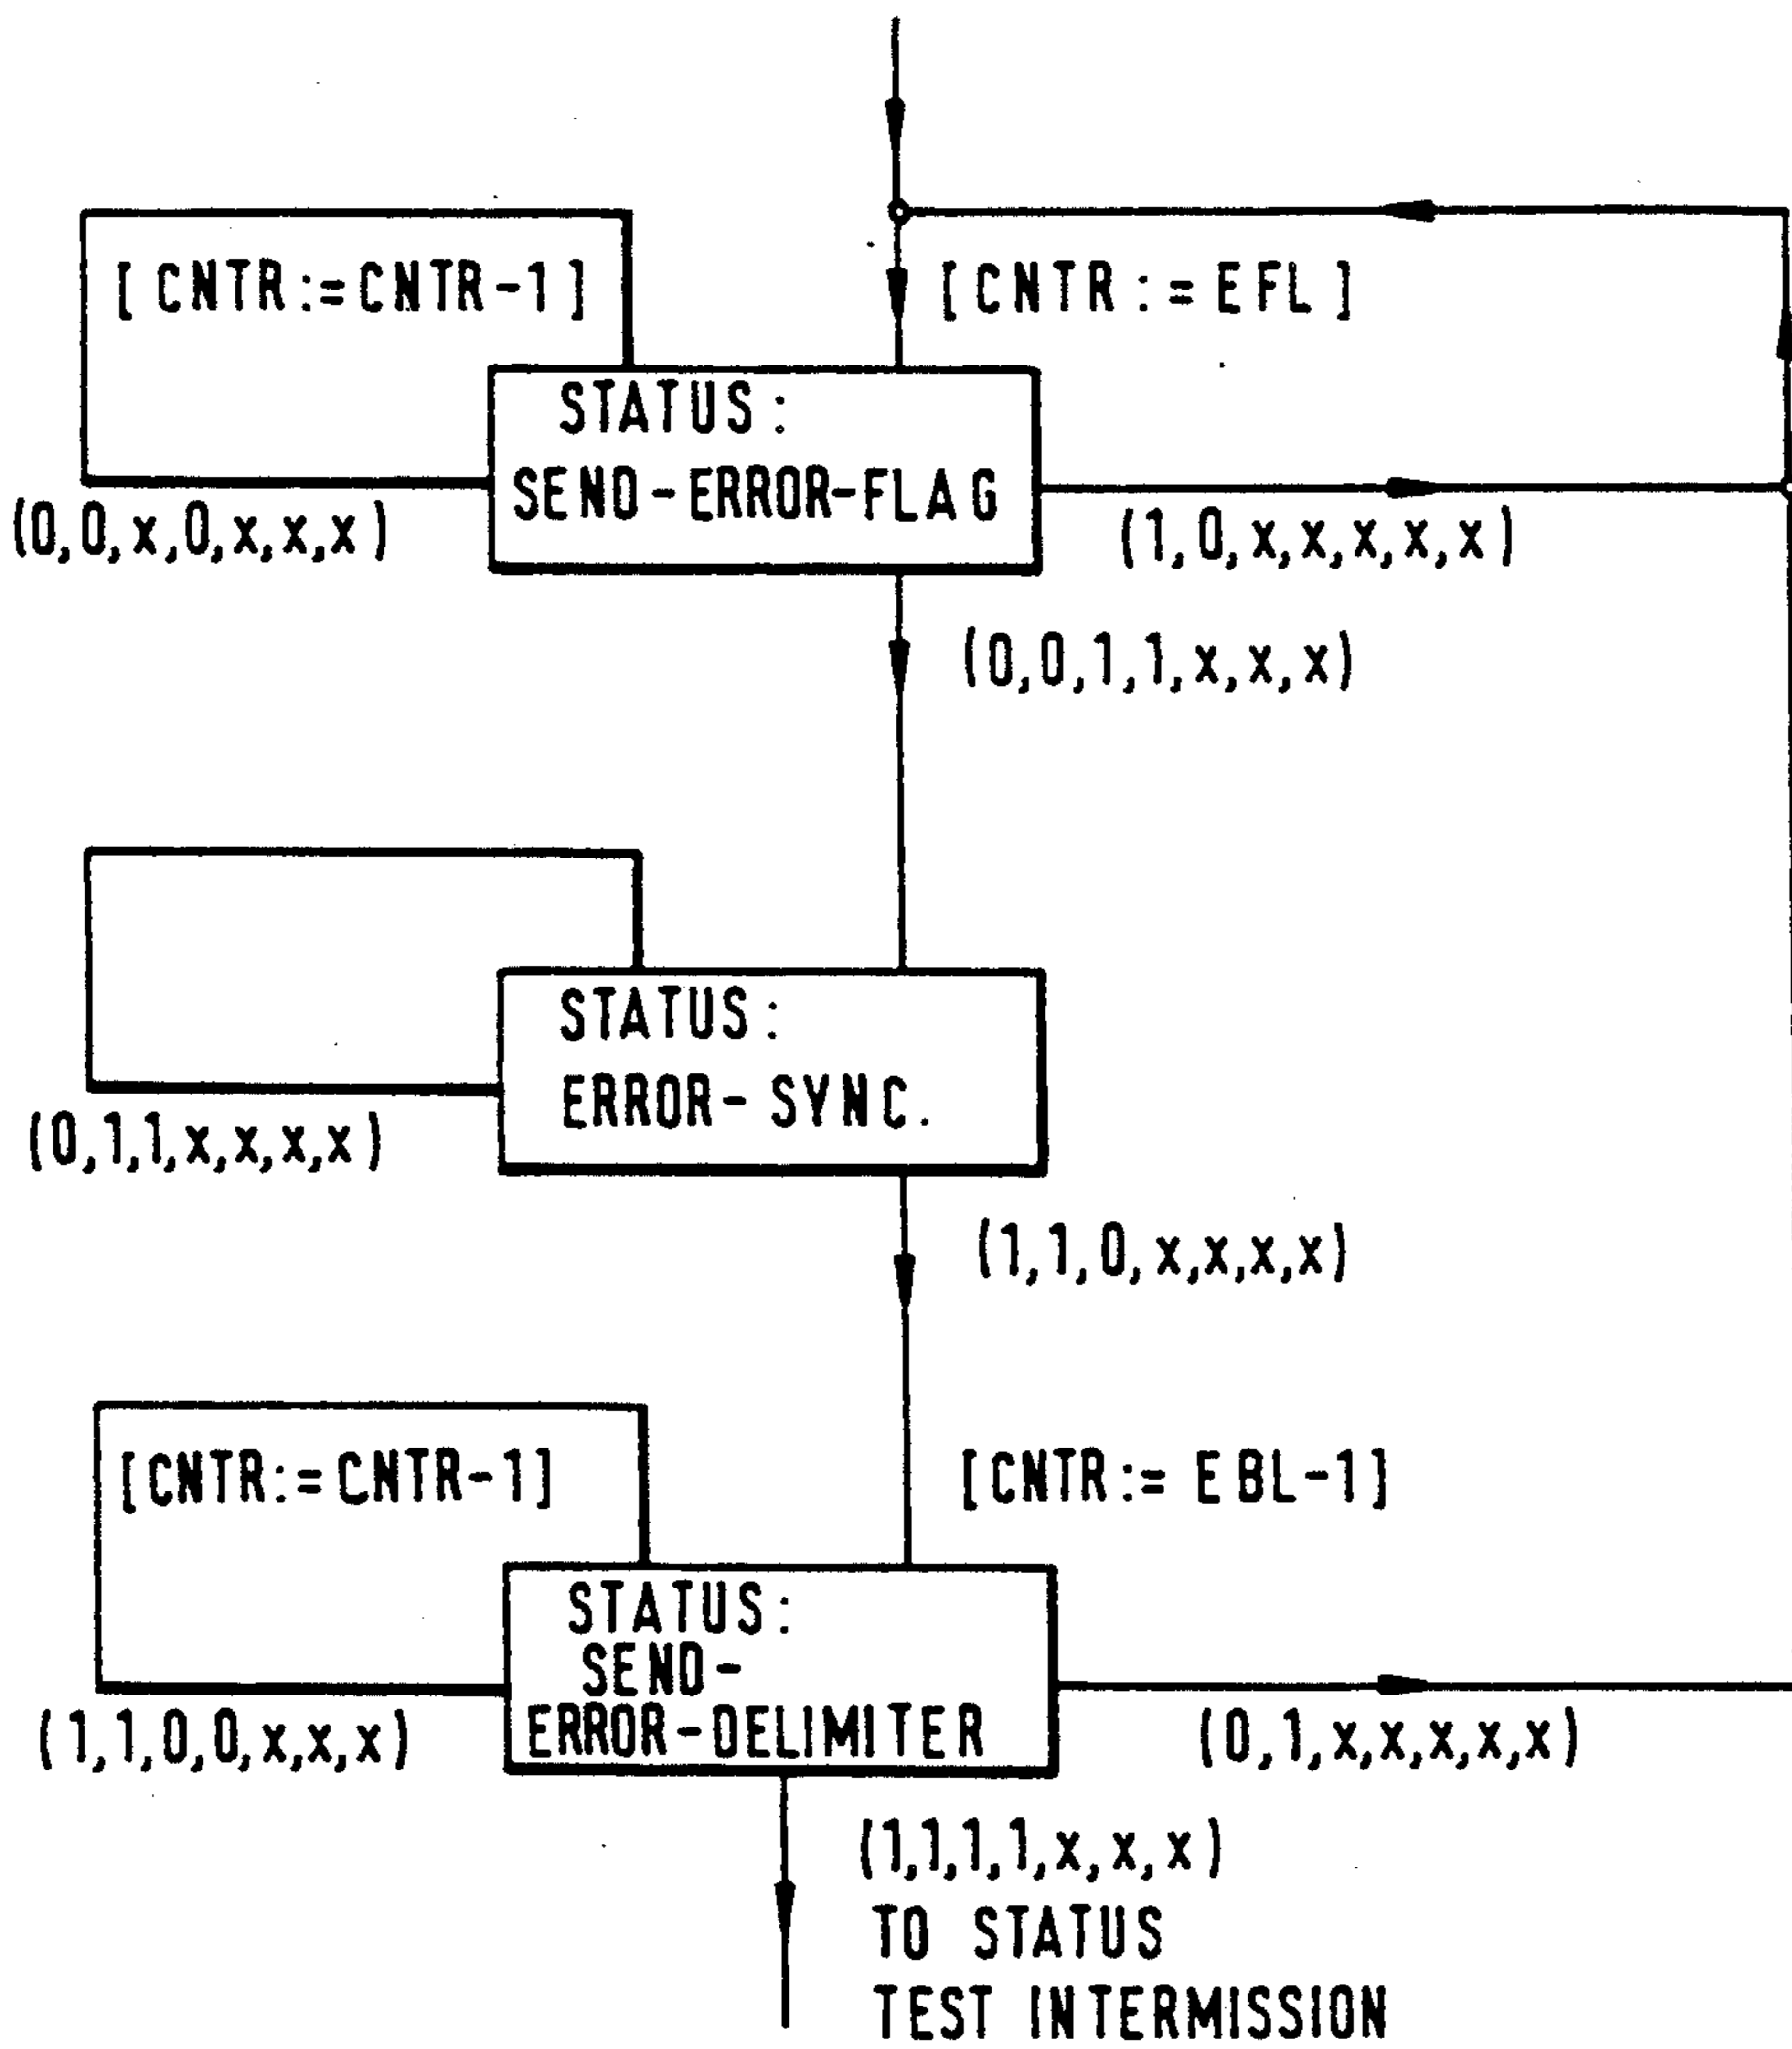 [ CNTR:=CNTR-1]
[CNTR:=EFL]
STATUS:
SEND-ERROR-FLAG
(0,0,x,0,x,x,x)
(1,0,x,x,x,x,x)
(0,0,1,1,x,x,x)
STATUS:
ERROR-SYNC.
(0,1,1,x,x,x,x)
(1,1,0,x,x,x,x)
[CNTR:=CNTR-1]
[CNTR:= EBL-1]
STATUS:
SEND-
ERROR-DELIMITER
(1,1,0,0,x,x,x)
(0,1,x,x,x,x,x)
(1,1,1,1,x,x,x)
TO STATUS
TEST INTERMISSION